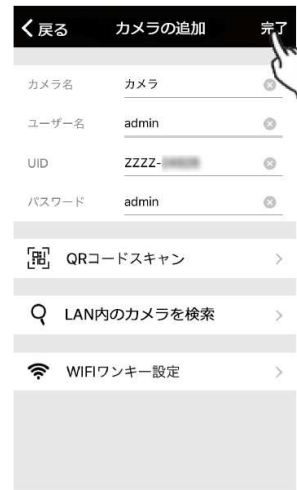 戻る カメラの追加 完了
カメラ名 カメラ
ユーザー名 admin
UID ZZZZ-
パスワード admin
QRコードスキャン
LAN内のカメラを検索
WIFIワンキー設定